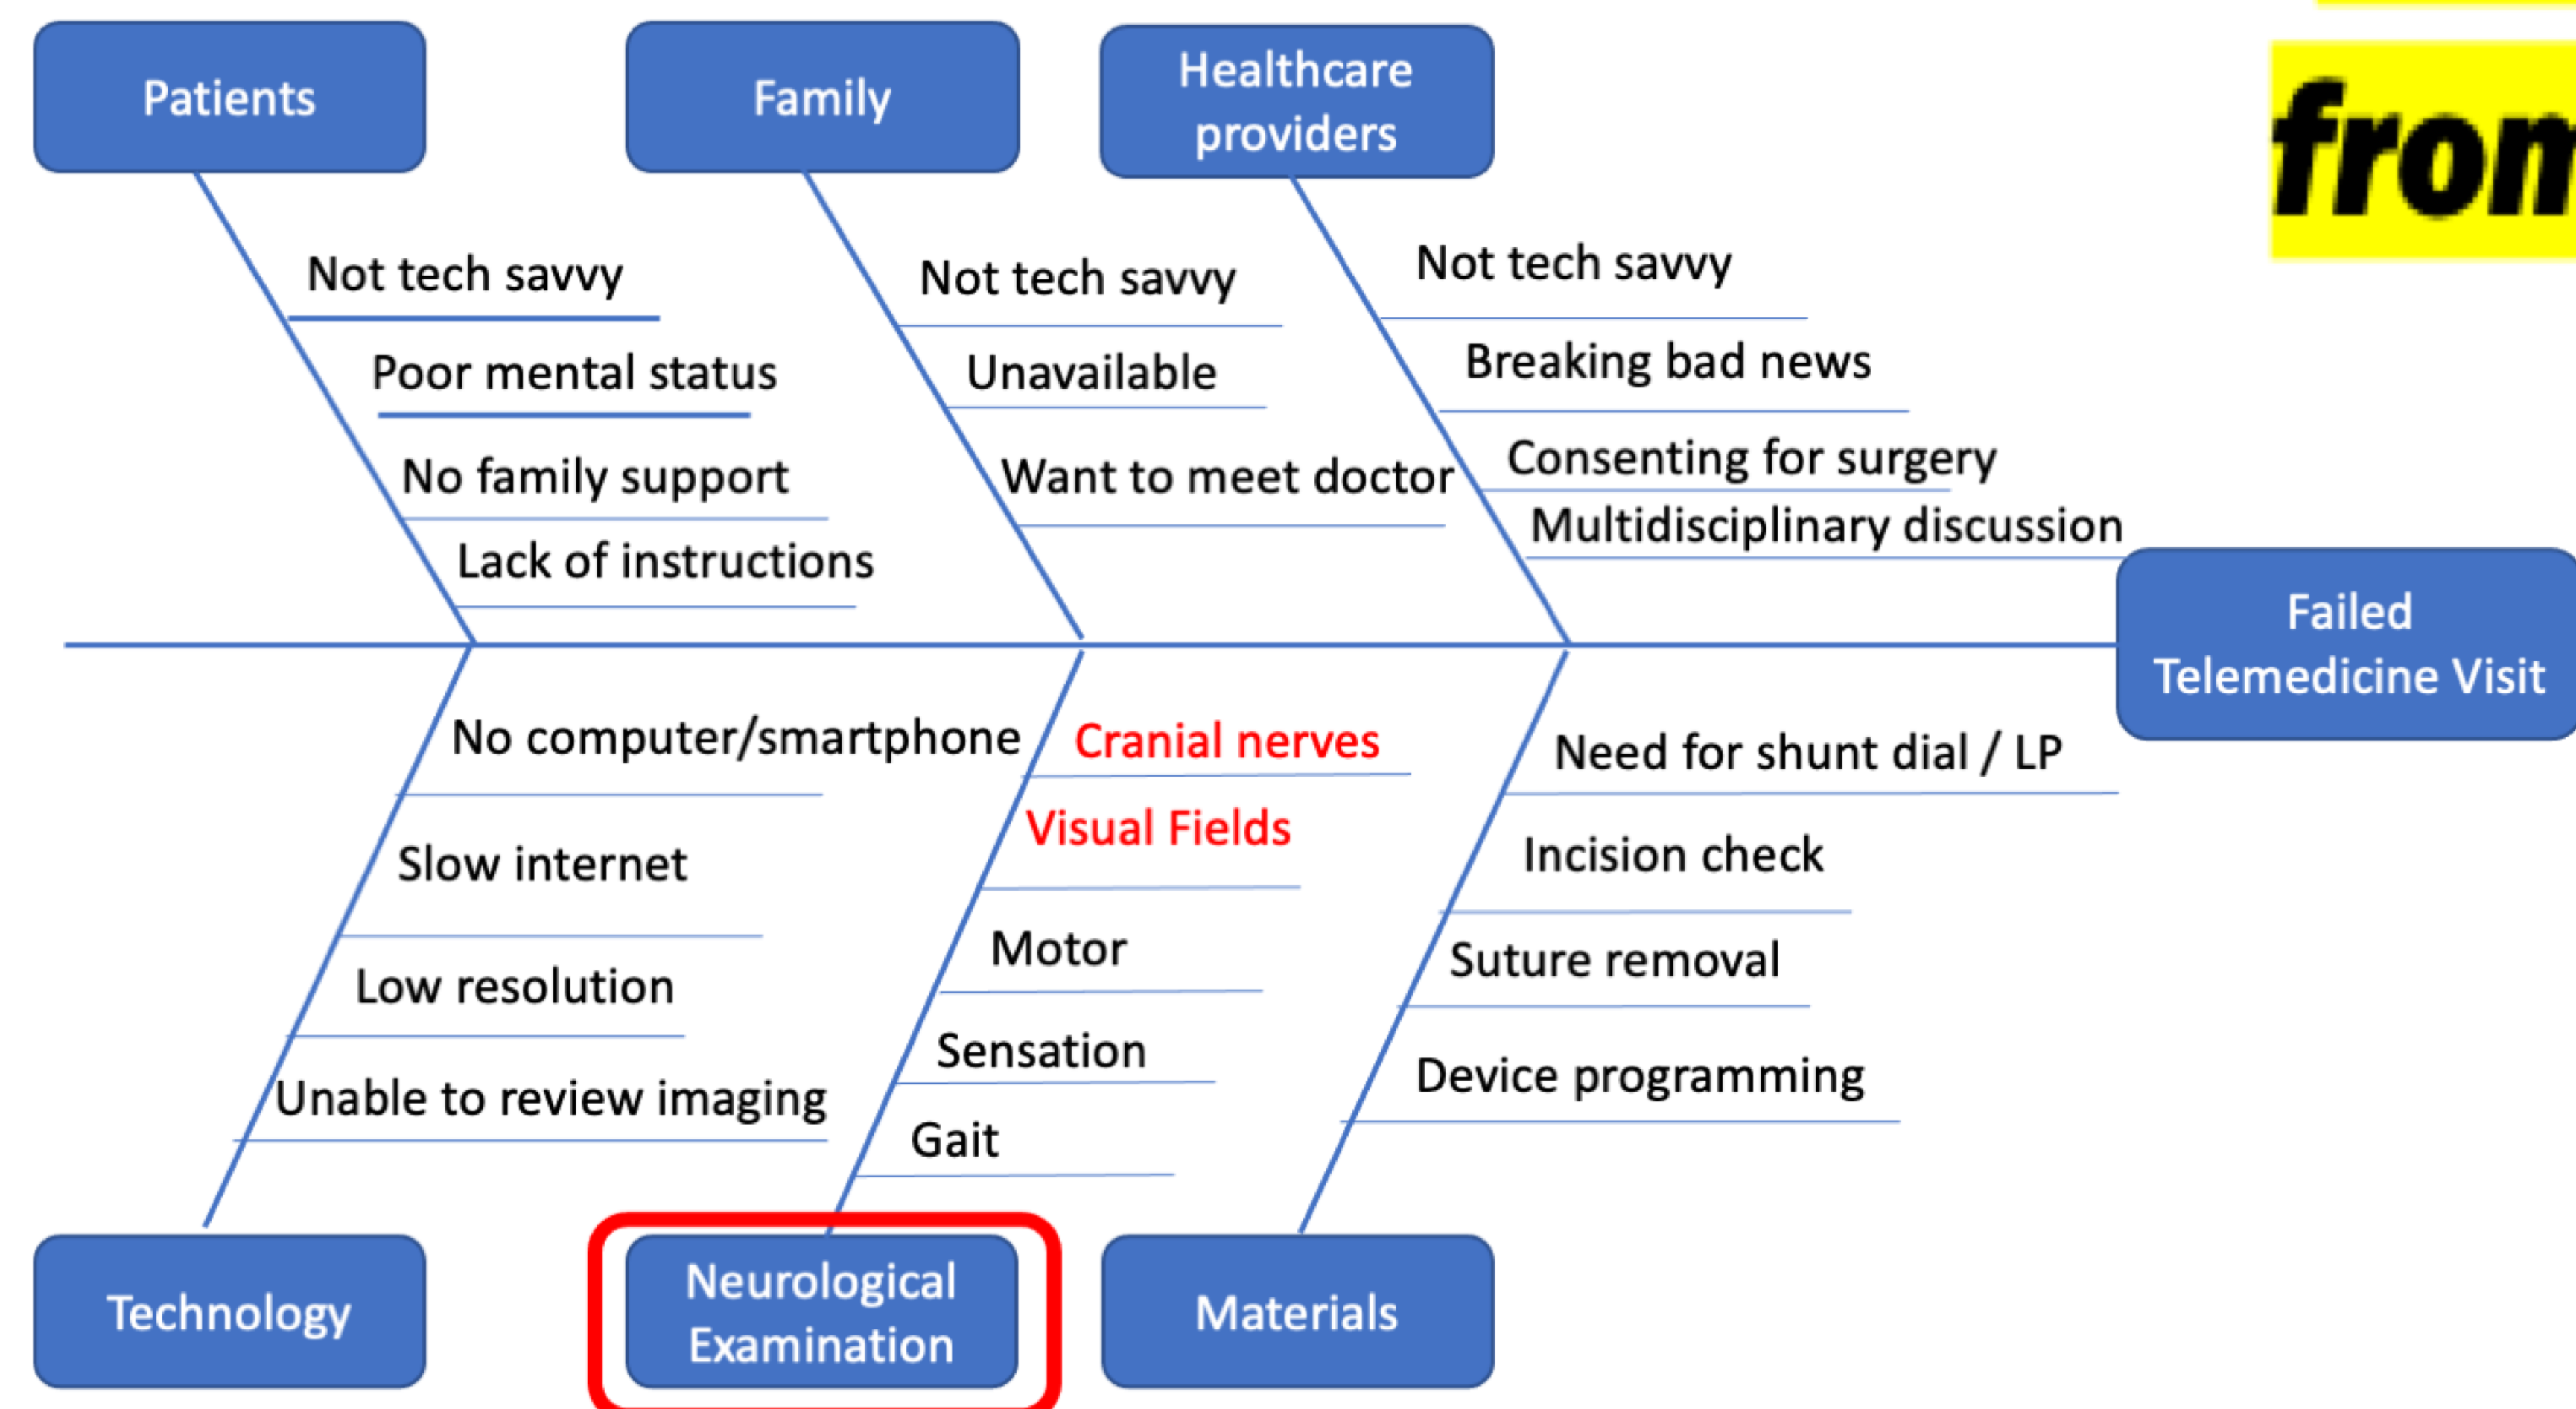 Patients
Family
Healthcare
providers
from
Not tech savvy
Poor mental status
No family support
Lack of instructions
Not tech savvy
Unavailable
Want to meet doctor
Not tech savvy
Breaking bad news
Consenting for surgery
Multidisciplinary discussion
Failed
Telemedicine Visit
No computer/smartphone
Slow internet
Low resolution
Unable to review imaging
Cranial nerves
Visual Fields
Motor
Sensation
Gait
Need for shunt dial / LP
Incision check
Suture removal
Device programming
Technology
Neurological
Examination
Materials